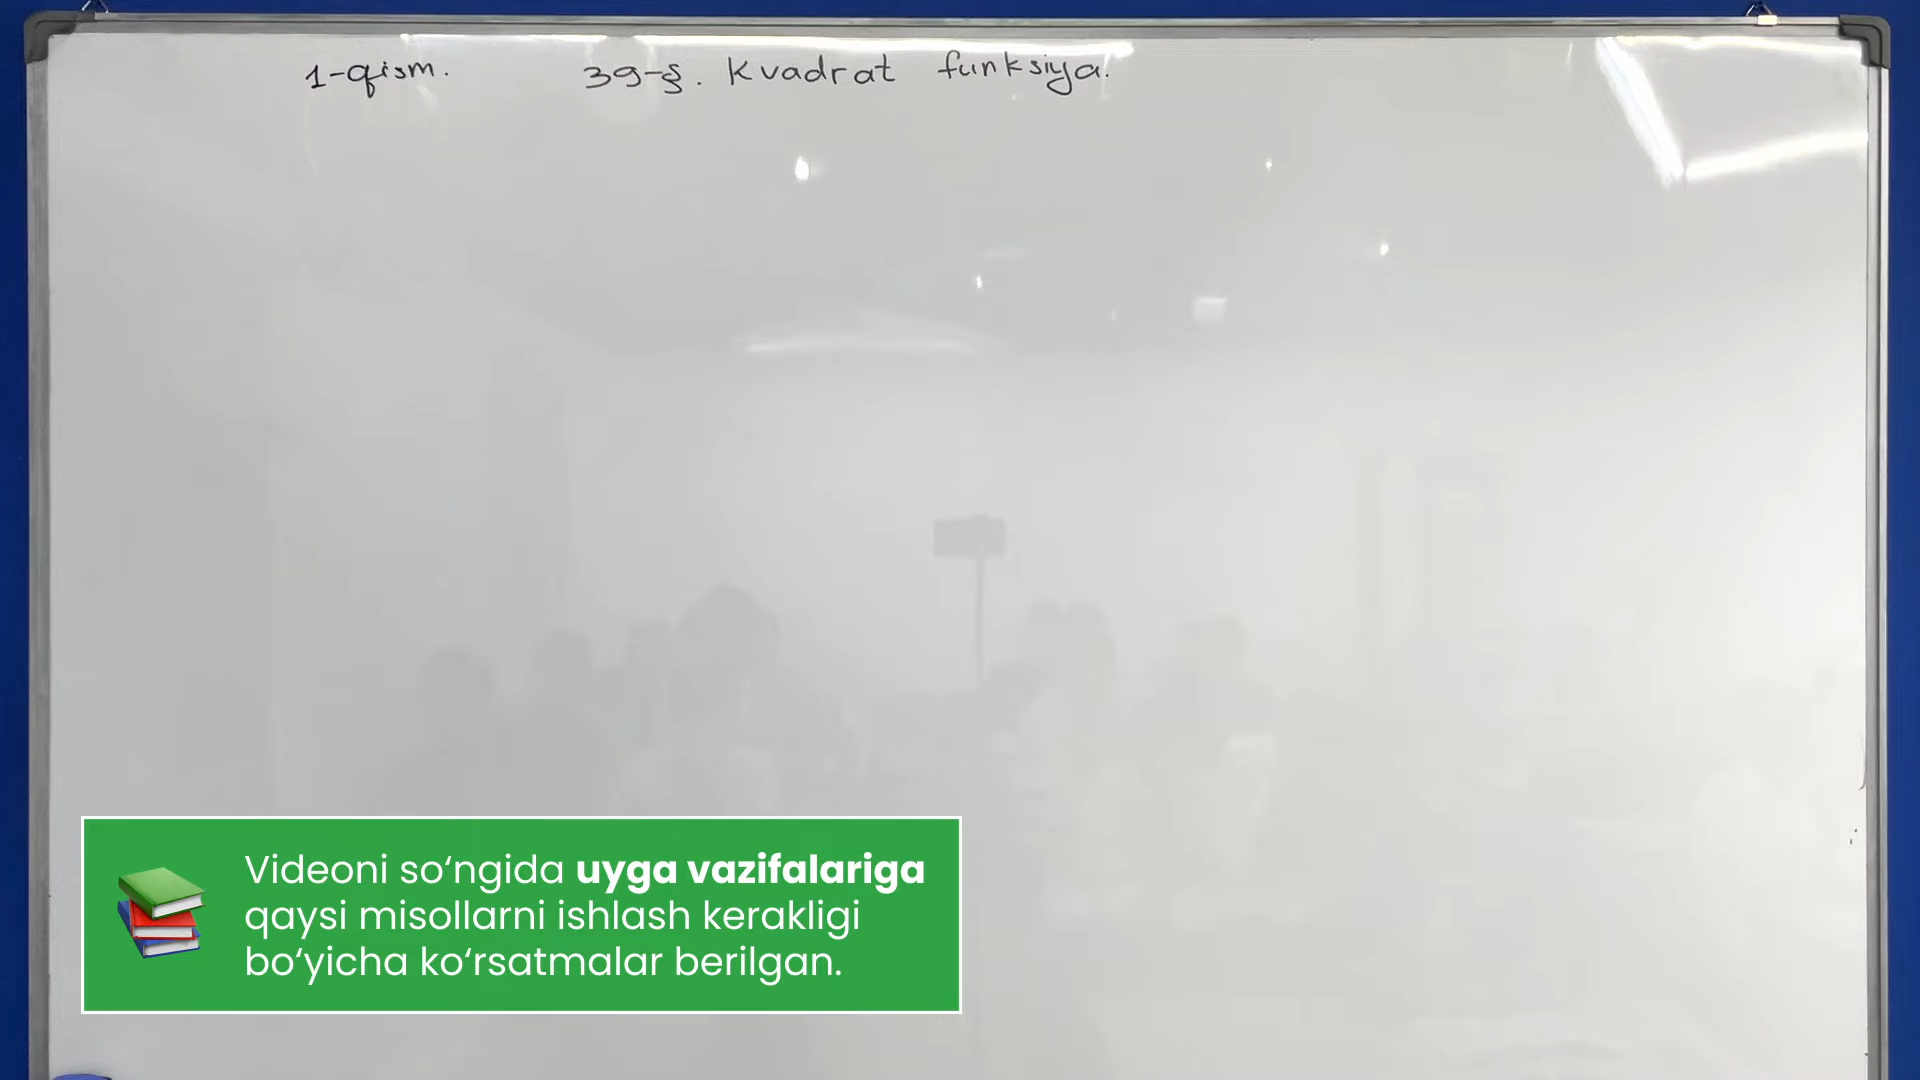 1-qism. 39-§. Kvadrat funksiya.
Videoni so‘ngida uyga vazifalariga
qaysi misollarni ishlash kerakligi
bo‘yicha ko‘rsatmalar berilgan.